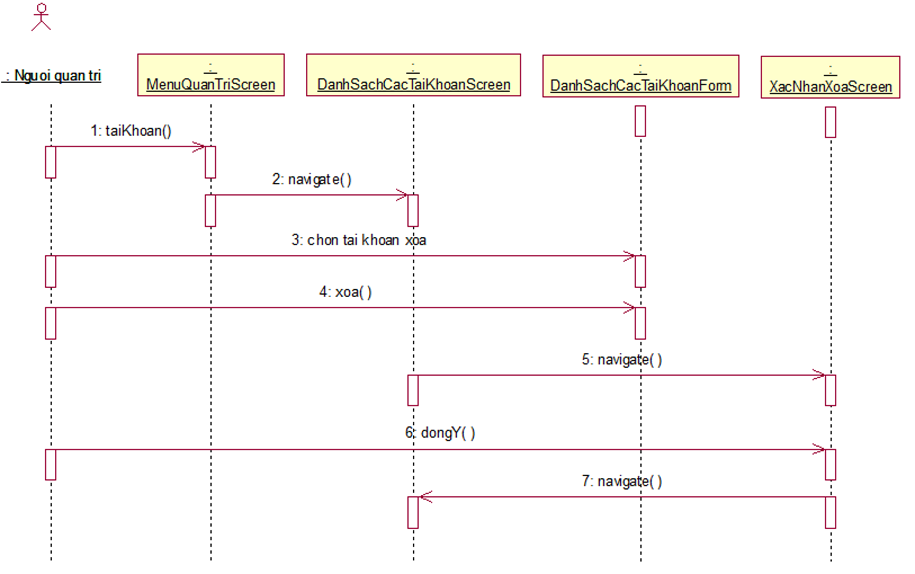 : Nguoi quan tri
:
MenuQuanTriScreen
:
DanhSachCacTaiKhoanScreen
:
DanhSachCacTaiKhoanForm
:
XacNhanXoaScreen
1: taiKhoan()
2: navigate( )
3: chon tai khoan xoa
4: xoa( )
5: navigate( )
6: dongY( )
7: navigate( )